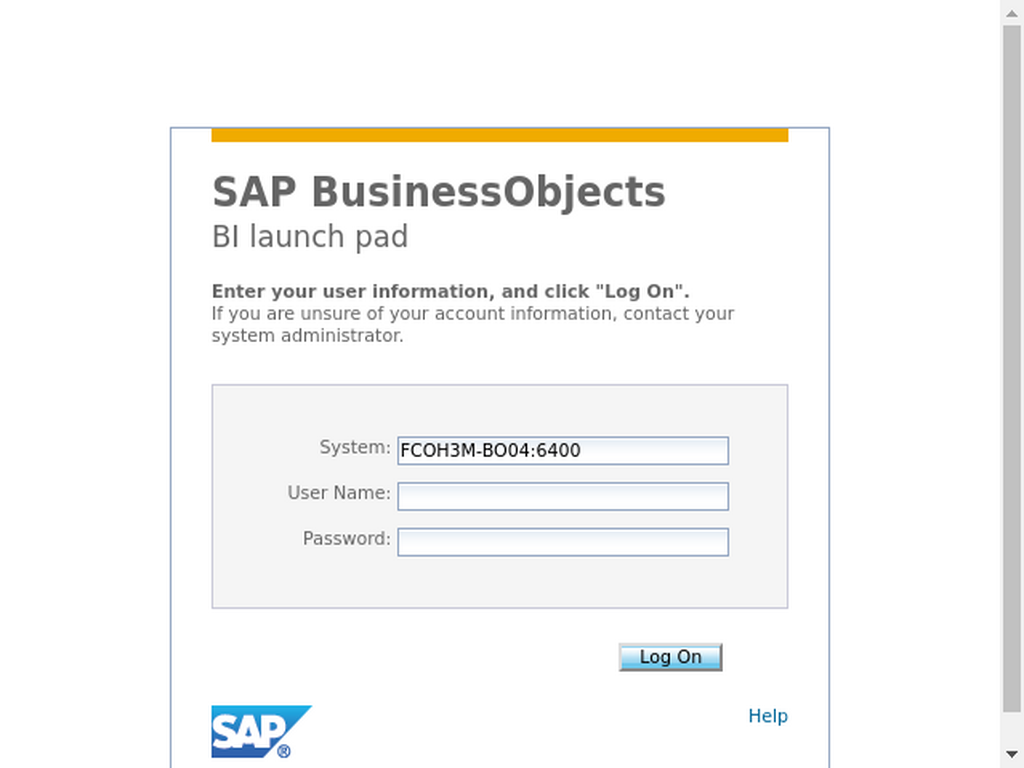 SAP BusinessObjects
BI launch pad
Enter your user information, and click "Log On".
If you are unsure of your account information, contact your
system administrator.
System: FCOH3M-BO04:6400
User Name:
Password:
Log On
SAP®
Help